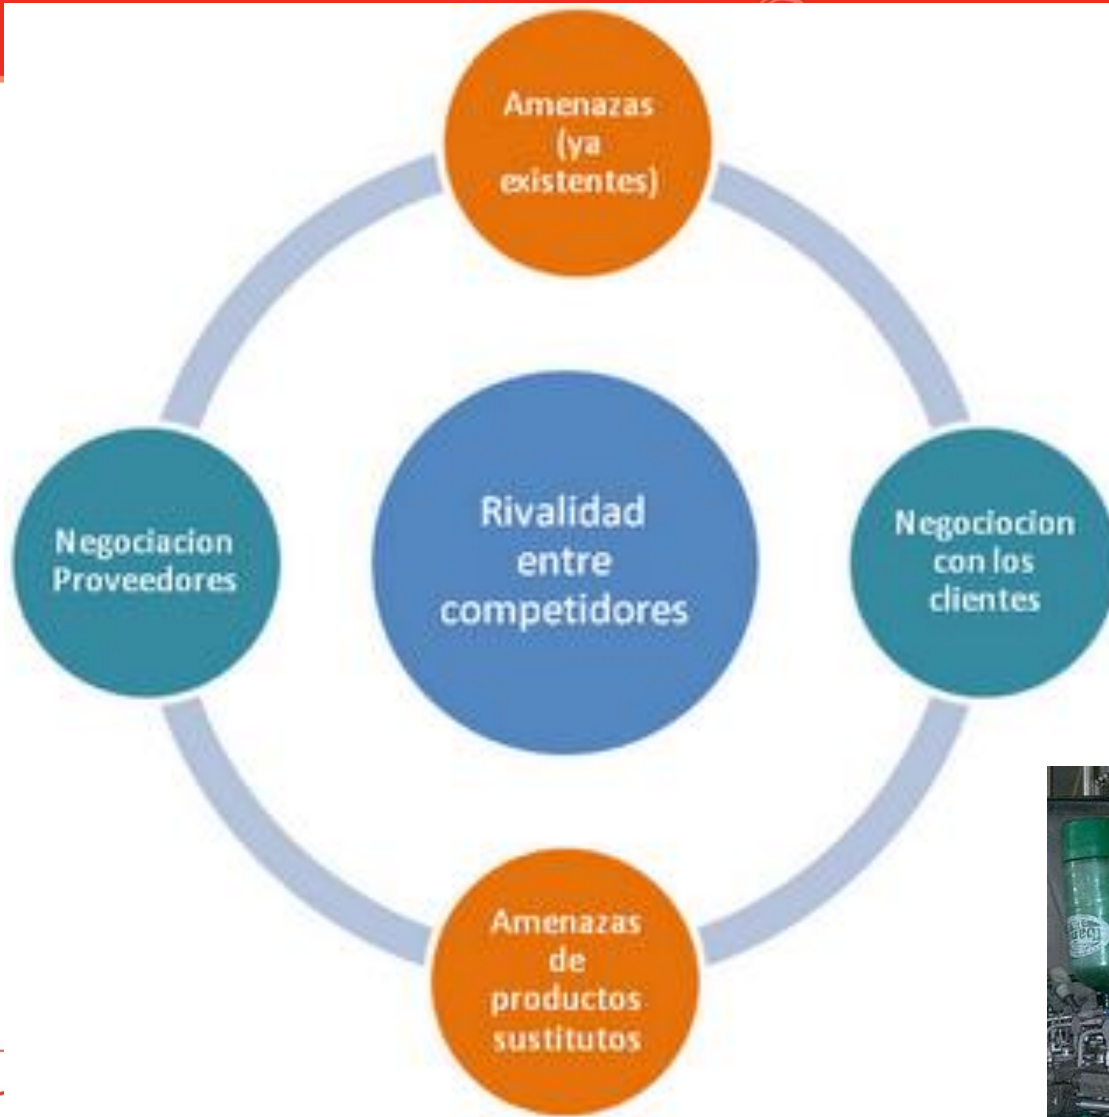 Amenazas
(ya
existentes)
Negociacion
Proveedores
Rivalidad
entre
competidores
Negociocion
con los
clientes
Amenazas
de
productos
sustitutos